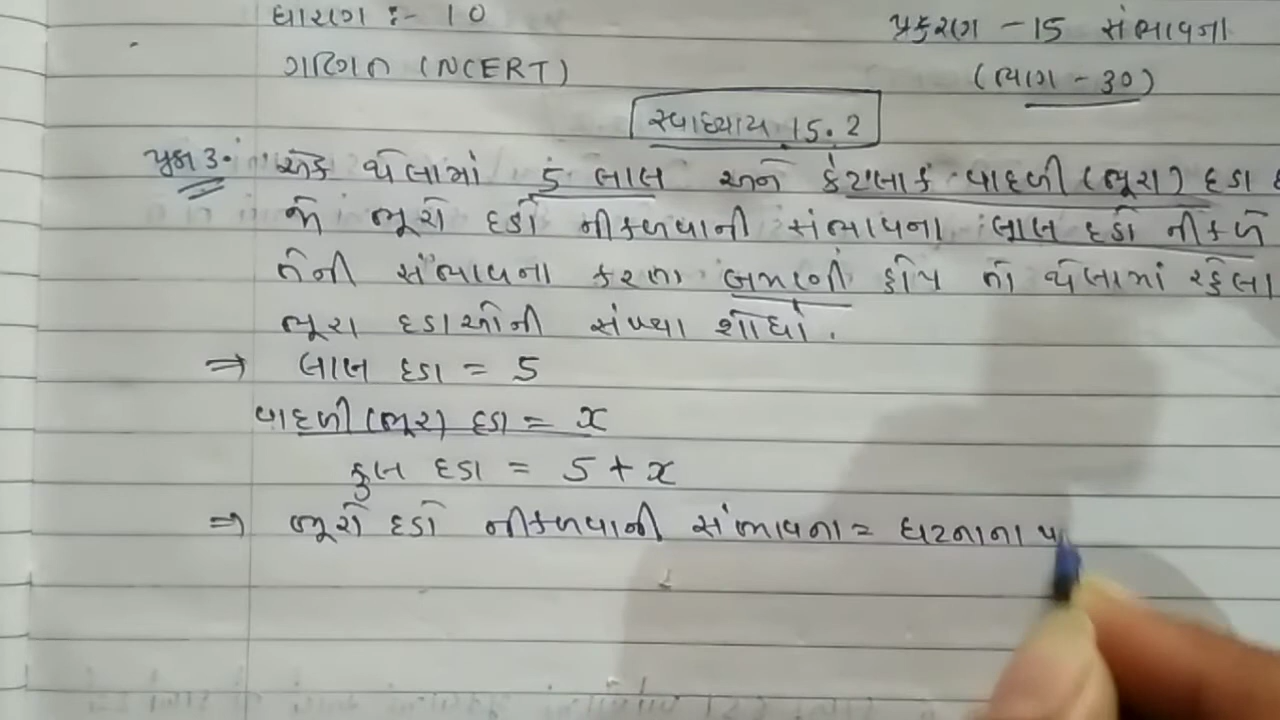 ધોરણ :- 10
પ્રકરણ - 15 સંભાવના
ગણિત (NCERT)
(ભાગ - 30)
સ્વાધ્યાય 15.2
પ્રશ્ન 3. એક થેલામાં 5 લાલ અને કેટલાક વાદળી (ભૂરા) દડા
જો ભૂરો દડો નીકળવાની સંભાવના લાલ દડો નીકળે
તેની સંભાવના કરતા બમણી હોય તો થેલામાં રહેલા
ભૂરા દડાઓની સંખ્યા શોધો.
⇒ લાલ દડા = 5
વાદળી (ભૂરા) દડા = x
કુલ દડા = 5 + x
⇒ ભૂરો દડો નીકળવાની સંભાવના = ઘટનાના